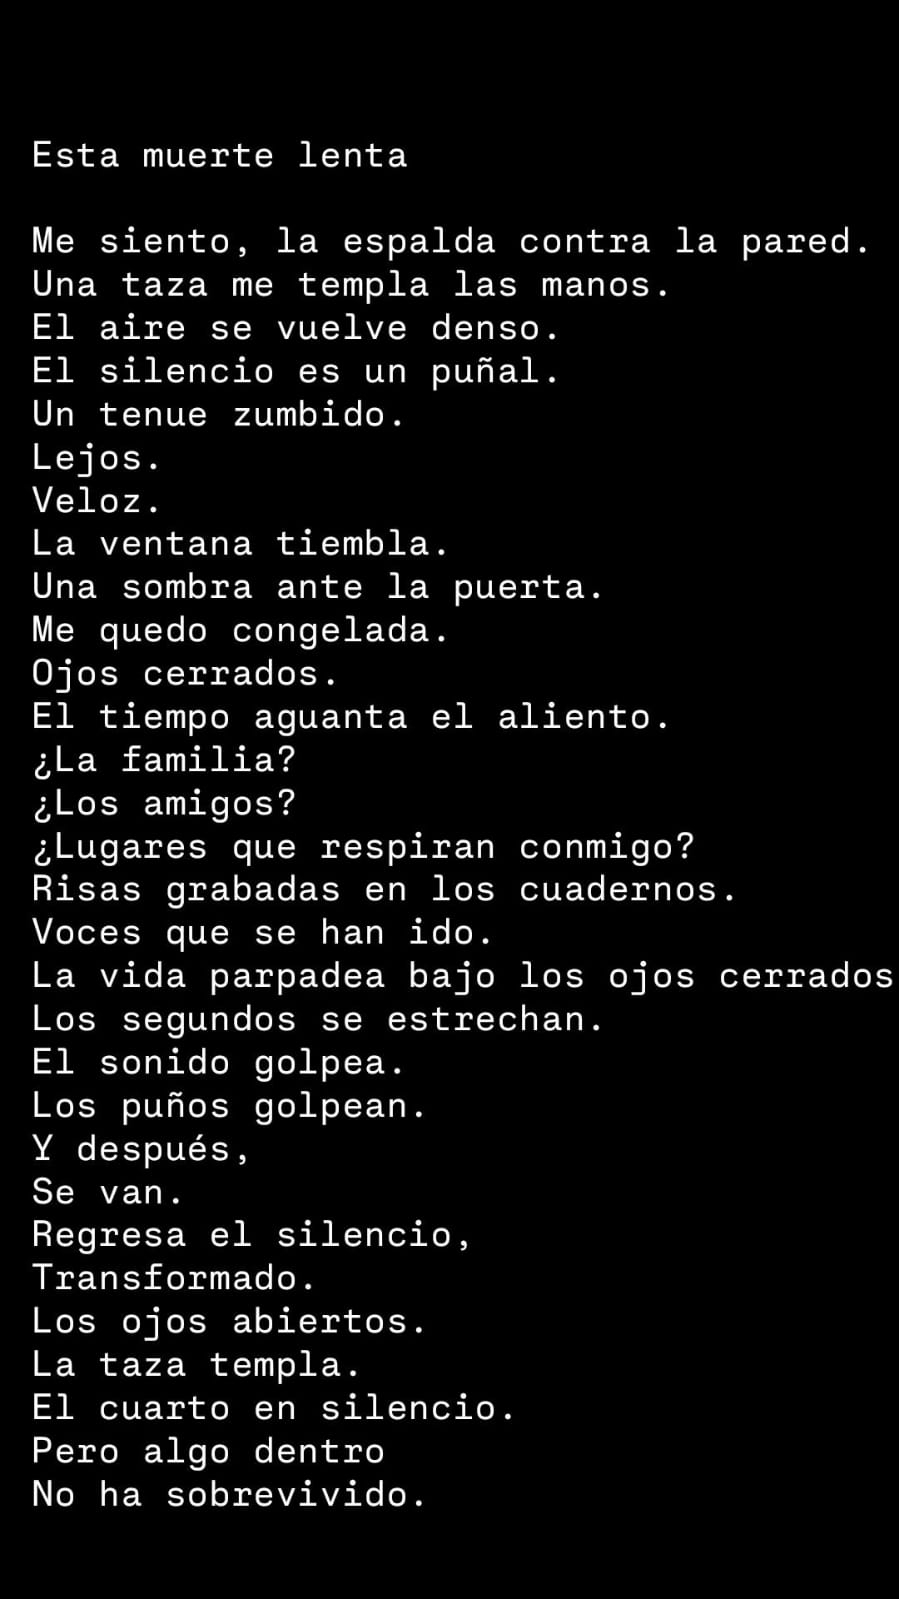 Esta muerte lenta
Me siento, la espalda contra la pared.
Una taza me templa las manos.
El aire se vuelve denso.
El silencio es un puñal.
Un tenue zumbido.
Lejos.
Veloz.
La ventana tiembla.
Una sombra ante la puerta.
Me quedo congelada.
Ojos cerrados.
El tiempo aguanta el aliento.
¿La familia?
¿Los amigos?
¿Lugares que respiran conmigo?
Risas grabadas en los cuadernos.
Voces que se han ido.
La vida parpadea bajo los ojos cerrados
Los segundos se estrechan.
El sonido golpea.
Los puños golpean.
Y después,
Se van.
Regresa el silencio,
Transformado.
Los ojos abiertos.
La taza templa.
El cuarto en silencio.
Pero algo dentro
No ha sobrevivido.